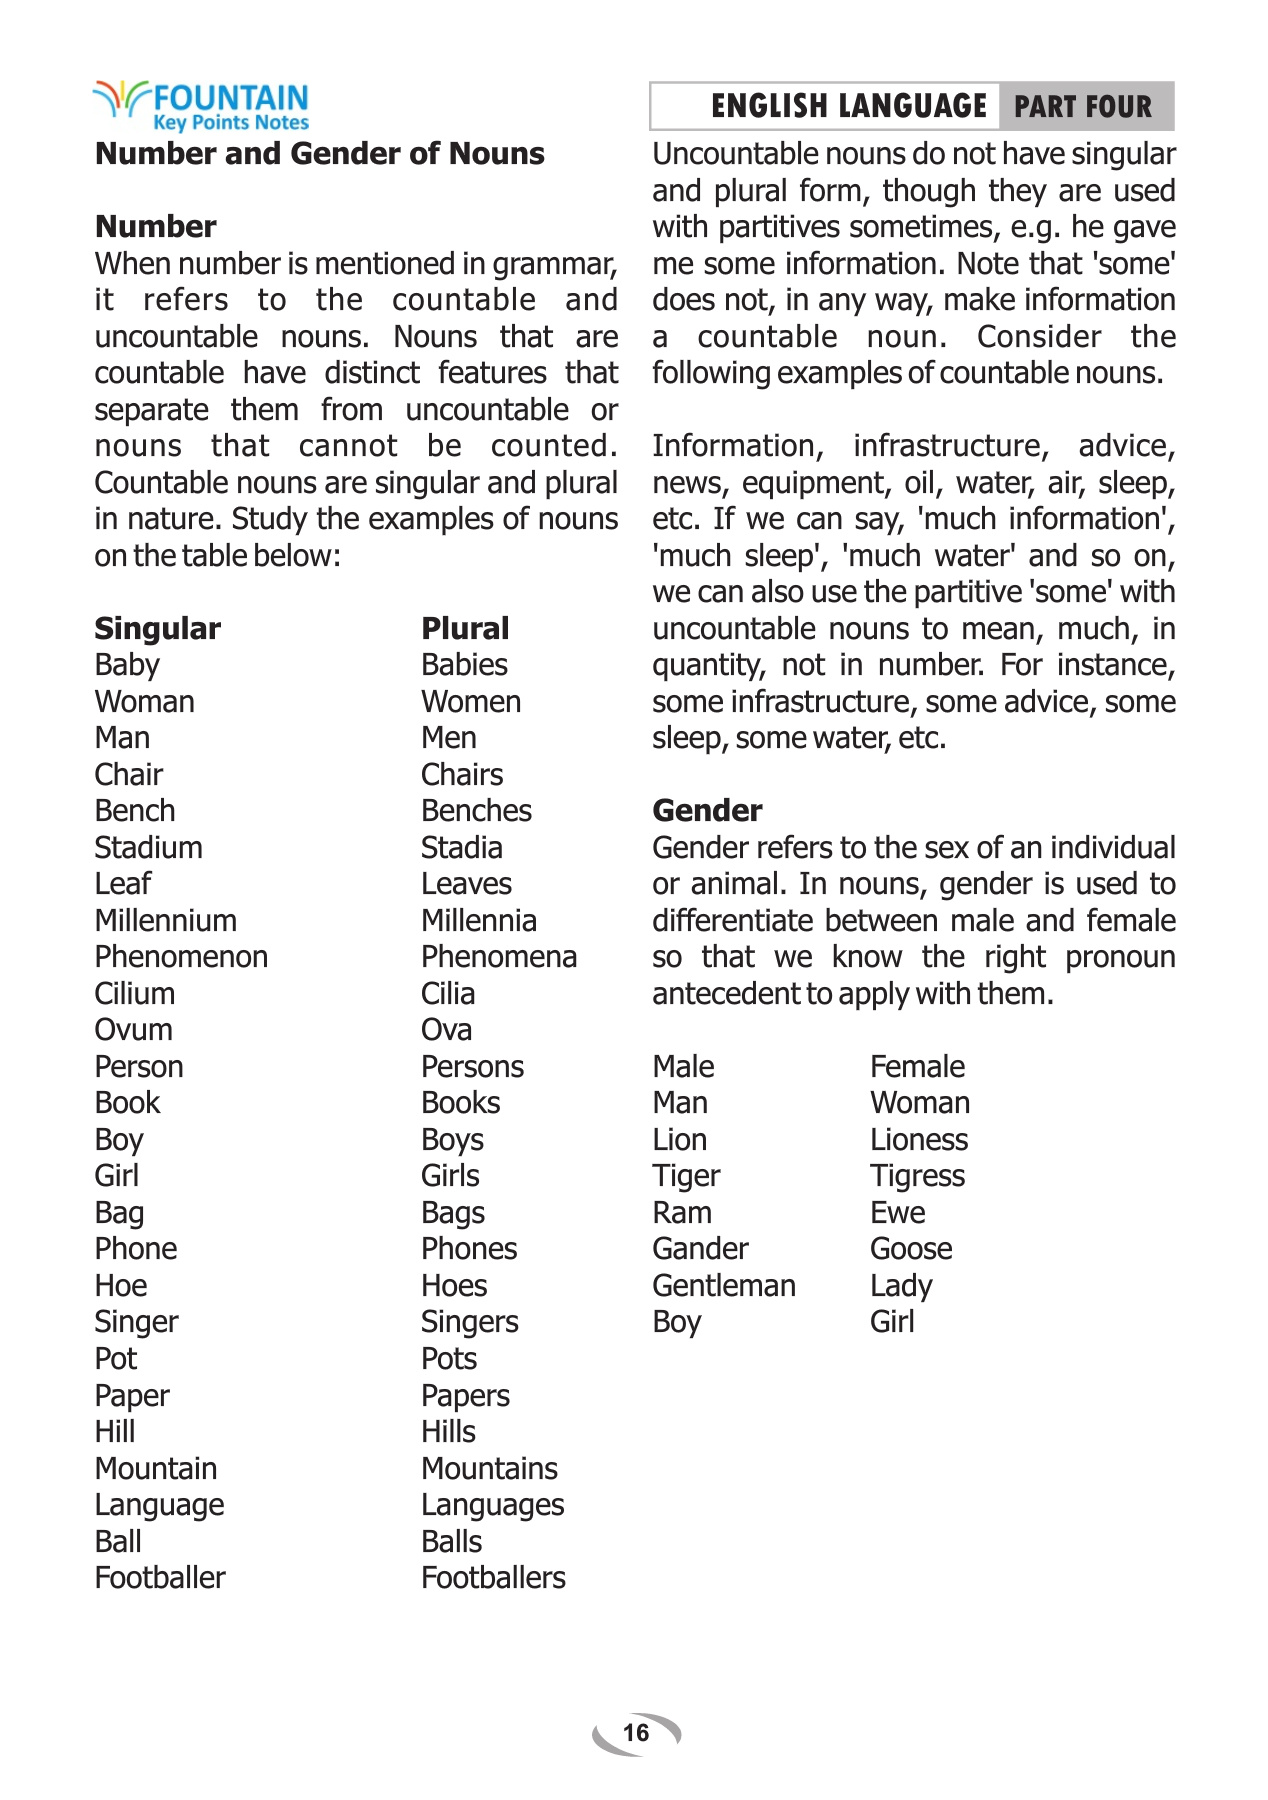 FOUNTAIN
Key Points Notes
ENGLISH LANGUAGE PART FOUR
Number and Gender of Nouns
Number
When number is mentioned in grammar,
it refers to the countable and
uncountable nouns. Nouns that are
countable have distinct features that
separate them from uncountable or
nouns that cannot be counted.
Countable nouns are singular and plural
in nature. Study the examples of nouns
on the table below:
Singular Plural
Baby Babies
Woman Women
Man Men
Chair Chairs
Bench Benches
Stadium Stadia
Leaf Leaves
Millennium Millennia
Phenomenon Phenomena
Cilium Cilia
Ovum Ova
Person Persons
Book Books
Boy Boys
Girl Girls
Bag Bags
Phone Phones
Hoe Hoes
Singer Singers
Pot Pots
Paper Papers
Hill Hills
Mountain Mountains
Language Languages
Ball Balls
Footballer Footballers
Uncountable nouns do not have singular
and plural form, though they are used
with partitives sometimes, e.g. he gave
me some information. Note that 'some'
does not, in any way, make information
a countable noun. Consider the
following examples of countable nouns.
Information, infrastructure, advice,
news, equipment, oil, water, air, sleep,
etc. If we can say, 'much information',
'much sleep', 'much water' and so on,
we can also use the partitive 'some' with
uncountable nouns to mean, much, in
quantity, not in number. For instance,
some infrastructure, some advice, some
sleep, some water, etc.
Gender
Gender refers to the sex of an individual
or animal. In nouns, gender is used to
differentiate between male and female
so that we know the right pronoun
antecedent to apply with them.
Male Female
Man Woman
Lion Lioness
Tiger Tigress
Ram Ewe
Gander Goose
Gentleman Lady
Boy Girl
16